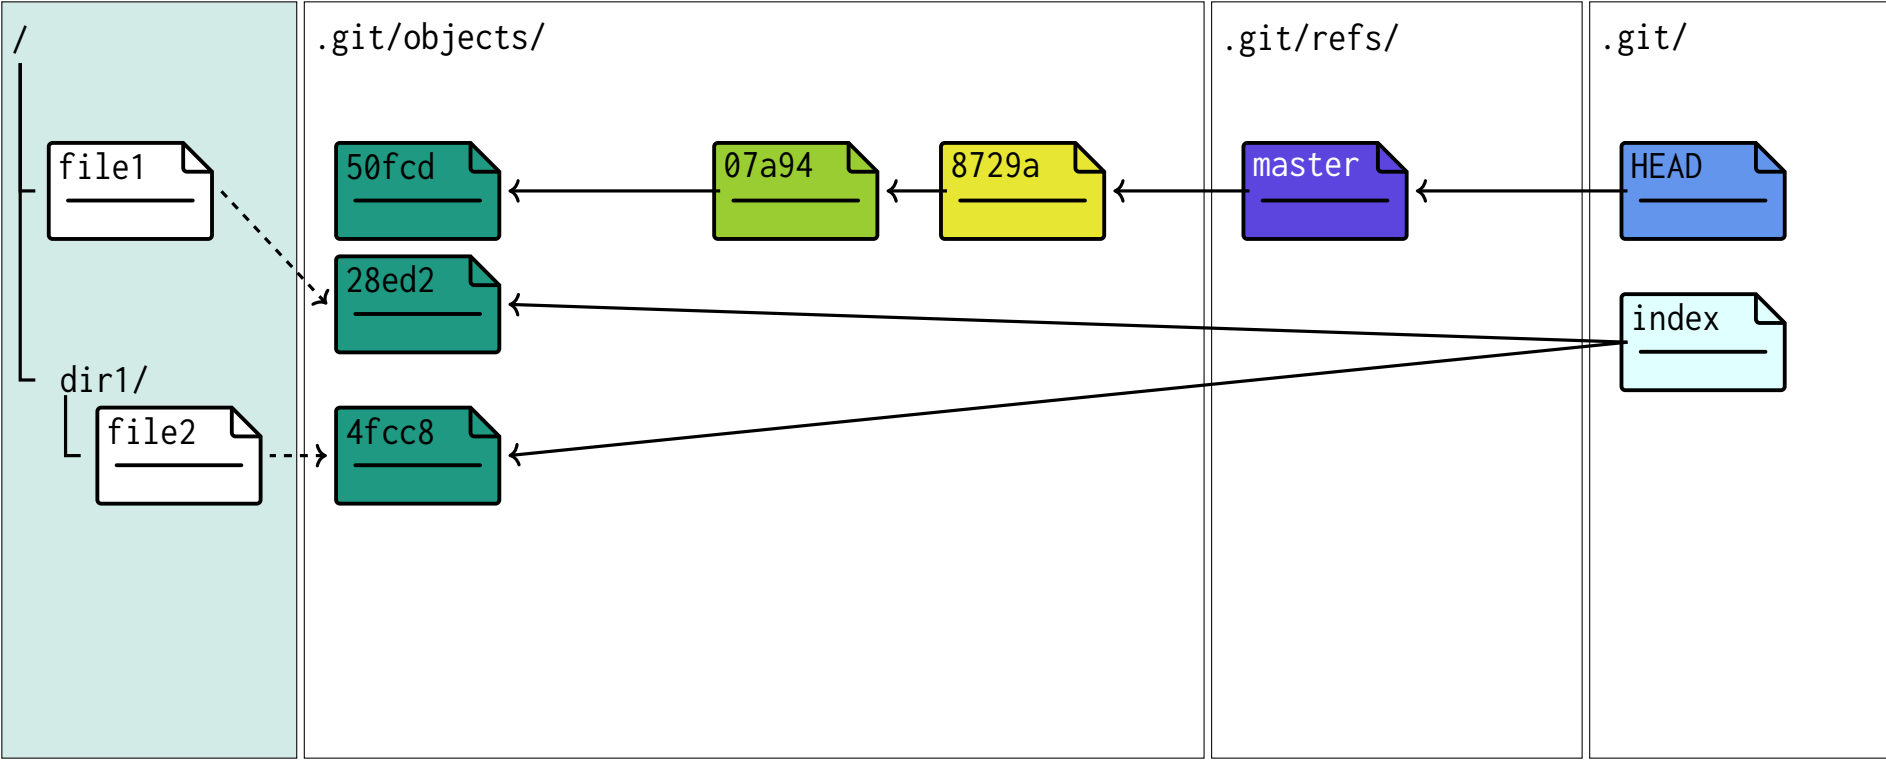 /
file1
dir1/
file2
.git/objects/
50fcd
07a94
8729a
28ed2
4fcc8
.git/refs/
master
.git/
HEAD
index